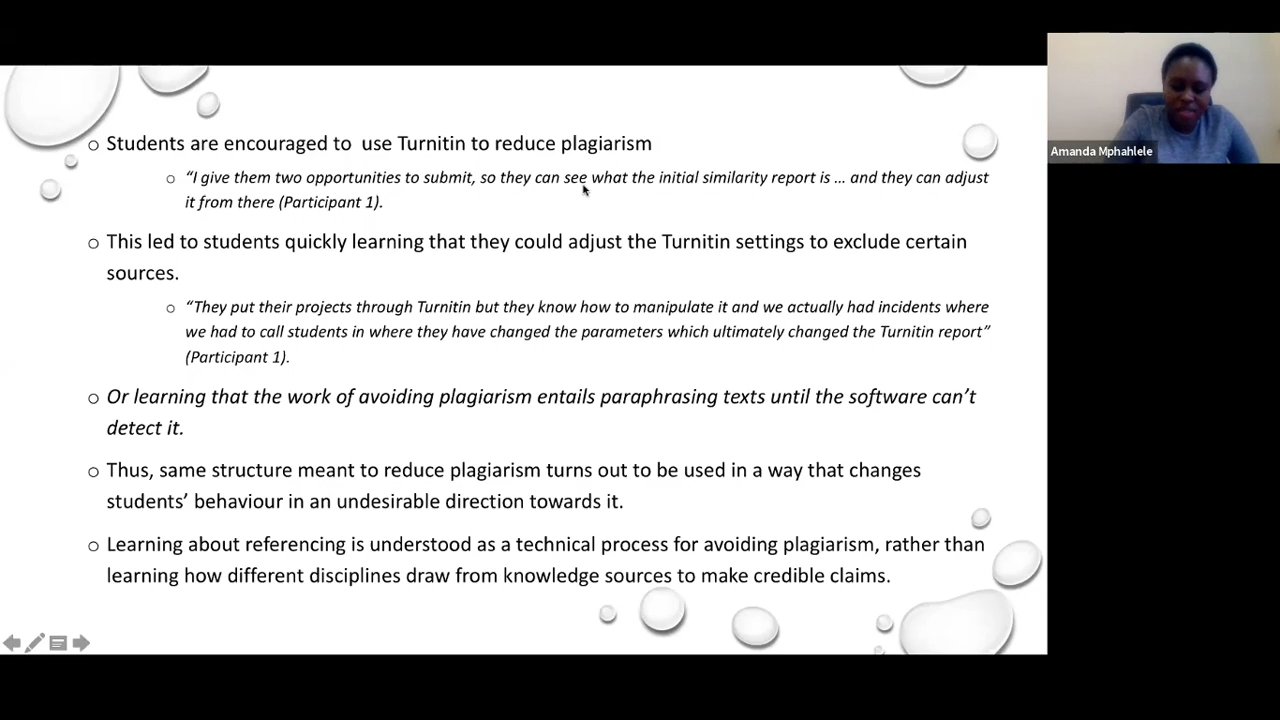 o Students are encouraged to  use Turnitin to reduce plagiarism
o “I give them two opportunities to submit, so they can see what the initial similarity report is ... and they can adjust
it from there (Participant 1).
o This led to students quickly learning that they could adjust the Turnitin settings to exclude certain
sources.
o “They put their projects through Turnitin but they know how to manipulate it and we actually had incidents where
we had to call students in where they have changed the parameters which ultimately changed the Turnitin report”
(Participant 1).
o Or learning that the work of avoiding plagiarism entails paraphrasing texts until the software can’t
detect it.
o Thus, same structure meant to reduce plagiarism turns out to be used in a way that changes
students’ behaviour in an undesirable direction towards it.
o Learning about referencing is understood as a technical process for avoiding plagiarism, rather than
learning how different disciplines draw from knowledge sources to make credible claims.
Amanda Mphahlele